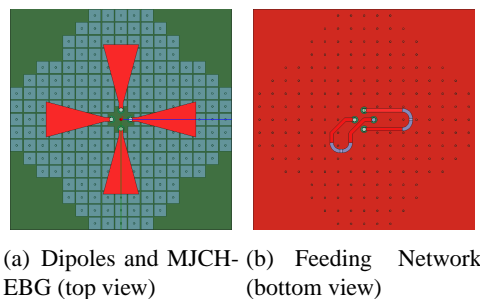 (a) Dipoles and MJCH-
EBG (top view)
(b) Feeding Network
(bottom view)